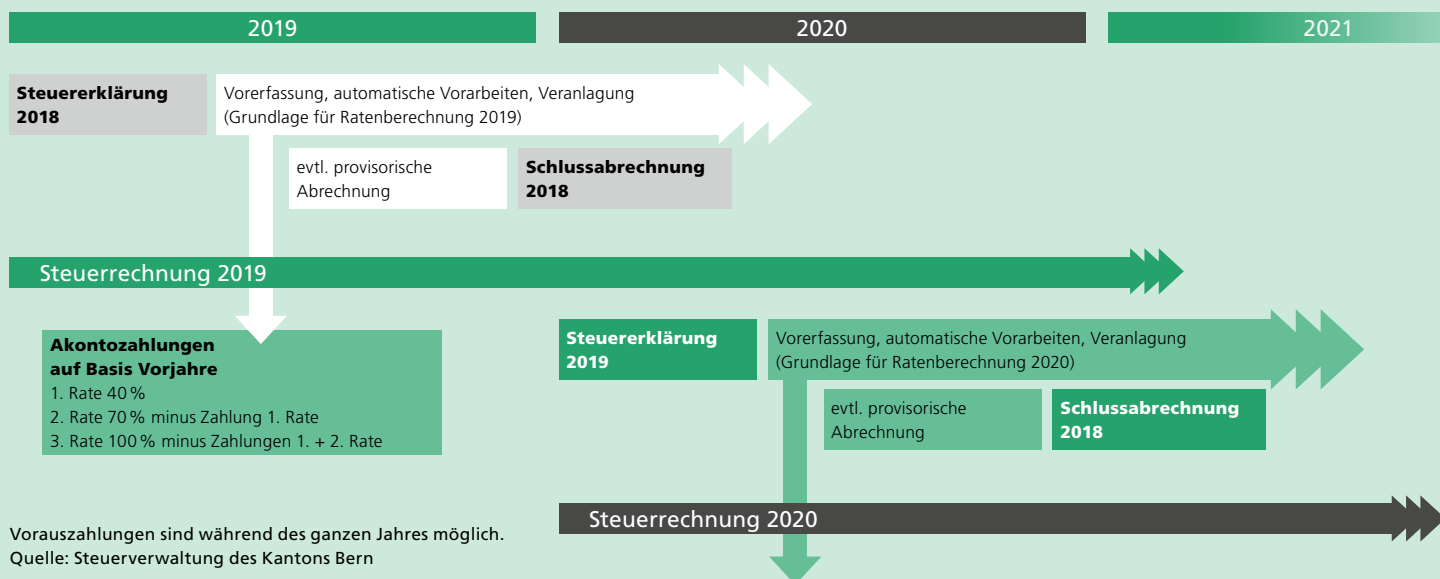 2019
2020
2021
Steuererklärung
2018
Vorerfassung, automatische Vorarbeiten, Veranlagung
(Grundlage für Ratenberechnung 2019)
evtl. provisorische
Abrechnung
Schlussabrechnung
2018
Steuerrechnung 2019
Akontozahlungen
auf Basis Vorjahre
1. Rate 40 %
2. Rate 70 % minus Zahlung 1. Rate
3. Rate 100 % minus Zahlungen 1. + 2. Rate
Steuererklärung
2019
Vorerfassung, automatische Vorarbeiten, Veranlagung
(Grundlage für Ratenberechnung 2020)
evtl. provisorische
Abrechnung
Schlussabrechnung
2018
Steuerrechnung 2020
Vorauszahlungen sind während des ganzen Jahres möglich.
Quelle: Steuerverwaltung des Kantons Bern